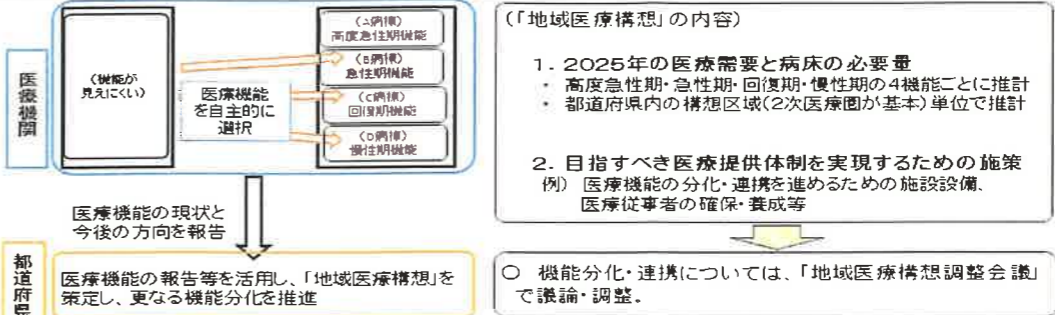 医療機関
(機能が
見えにくい)
医療機能
を自主的に
選択
(A病棟)
高度急性期機能
(B病棟)
急性期機能
(C病棟)
回復期機能
(D病棟)
慢性期機能
医療機能の現状と
今後の方向を報告
都道府県
医療機能の報告等を活用し、「地域医療構想」を
策定し、更なる機能分化を推進
(「地域医療構想」の内容)
1. 2025年の医療需要と病床の必要量
・ 高度急性期・急性期・回復期・慢性期の4機能ごとに推計
・ 都道府県内の構想区域(2次医療圏が基本)単位で推計
2. 目指すべき医療提供体制を実現するための施策
例) 医療機能の分化・連携を進めるための施設設備、
医療従事者の確保・養成等
○ 機能分化・連携については、「地域医療構想調整会議」
で議論・調整。